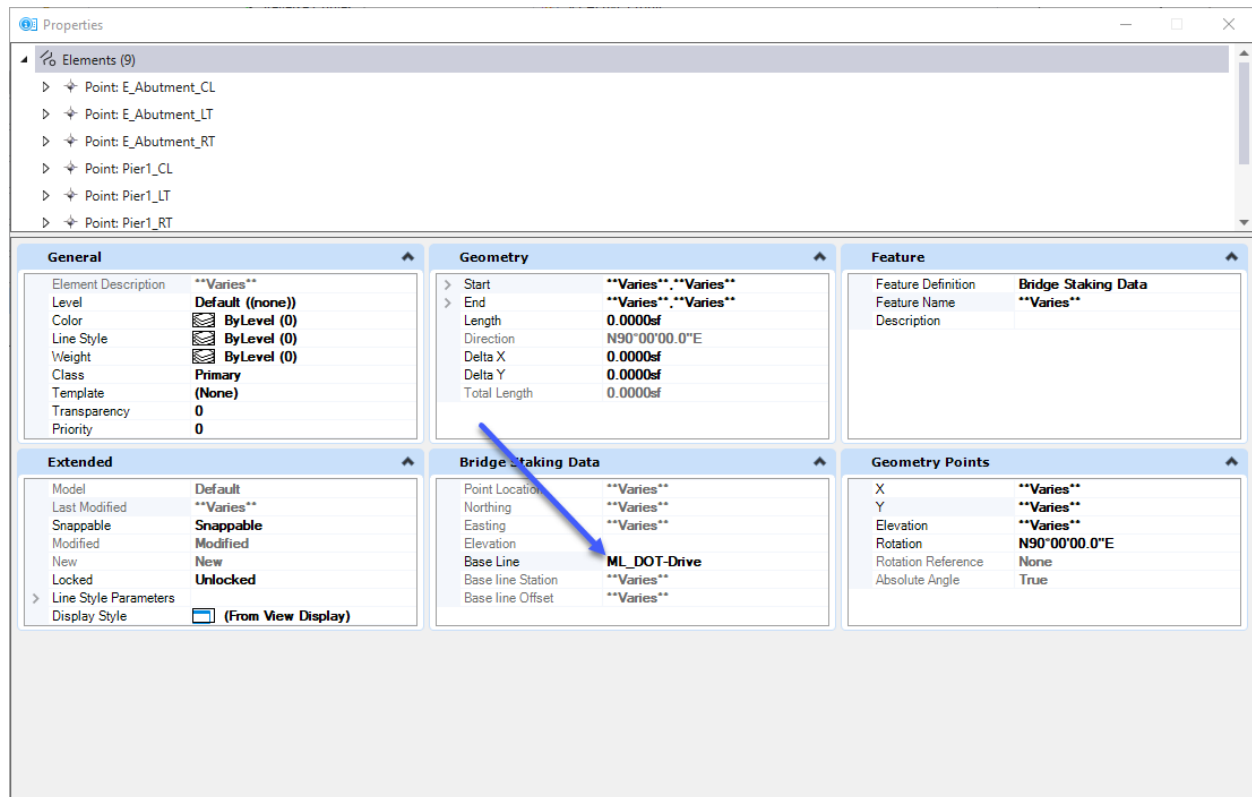 Properties
Elements (9)
Point: E_Abutment_CL
Point: E_Abutment_LT
Point: E_Abutment_RT
Point: Pier1_CL
Point: Pier1_LT
Point: Pier1_RT
General
Element Description **Varies**
Level Default ((none))
Color ByLevel (0)
Line Style ByLevel (0)
Weight ByLevel (0)
Class Primary
Template (None)
Transparency 0
Priority 0
Geometry
Start **Varies**,**Varies**
End **Varies**,**Varies**
Length 0.0000sf
Direction N90°00'00.0"E
Delta X 0.0000sf
Delta Y 0.0000sf
Total Length 0.0000sf
Feature
Feature Definition Bridge Staking Data
Feature Name **Varies**
Description
Extended
Model Default
Last Modified **Varies**
Snappable Snappable
Modified Modified
New New
Locked Unlocked
Line Style Parameters
Display Style (From View Display)
Bridge Staking Data
Point Location **Varies**
Northing **Varies**
Easting **Varies**
Elevation
Base Line ML_DOT-Drive
Base line Station **Varies**
Base line Offset **Varies**
Geometry Points
X **Varies**
Y **Varies**
Elevation **Varies**
Rotation N90°00'00.0"E
Rotation Reference None
Absolute Angle True